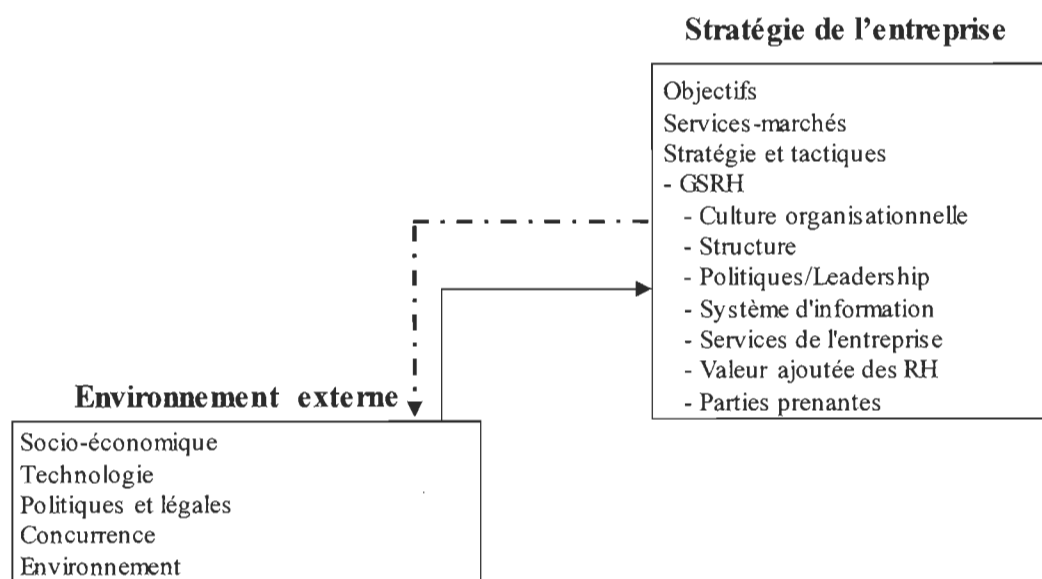 Stratégie de l'entreprise
Objectifs
Services-marchés
Stratégie et tactiques
- GSRH
- Culture organisationnelle
- Structure
- Politiques/Leadership
- Système d'information
- Services de l'entreprise
- Valeur ajoutée des RH
- Parties prenantes
Environnement externe
Socio-économique
Technologie
Politiques et légales
Concurrence
Environnement